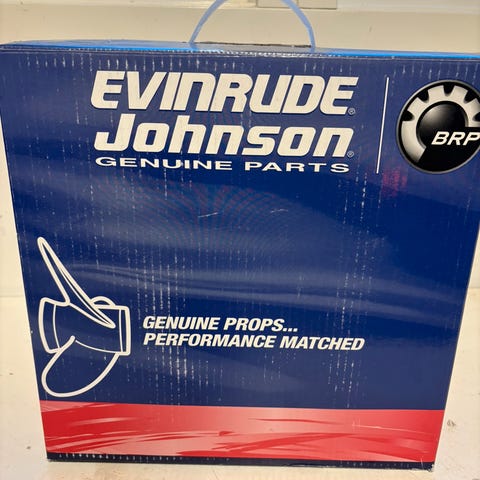 EVINRUDE®
Johnson®
GENUINE PARTS
BRP
GENUINE PROPS...
PERFORMANCE MATCHED